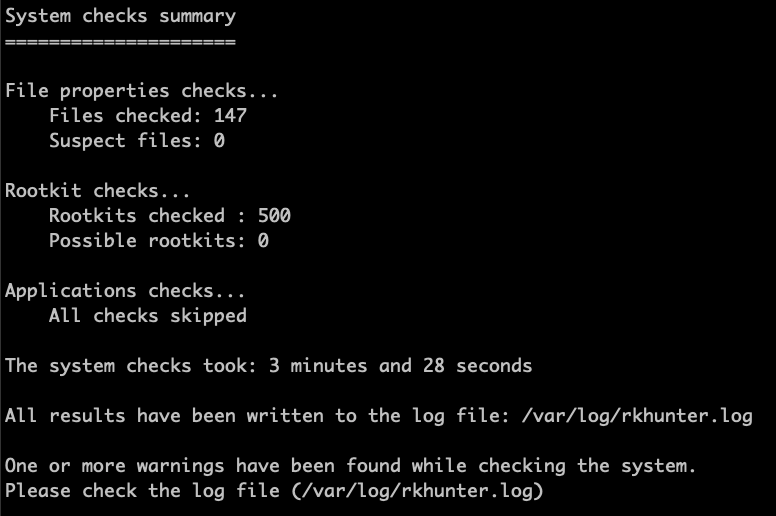 System checks summary
=====================
File properties checks...
Files checked: 147
Suspect files: 0
Rootkit checks...
Rootkits checked : 500
Possible rootkits: 0
Applications checks...
All checks skipped
The system checks took: 3 minutes and 28 seconds
All results have been written to the log file: /var/log/rkhunter.log
One or more warnings have been found while checking the system.
Please check the log file (/var/log/rkhunter.log)